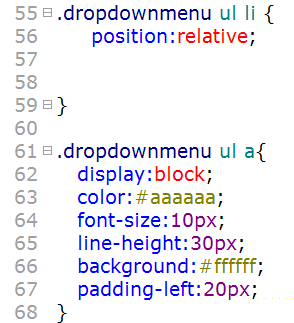 55 .dropdownmenu ul li {
56 position:relative;
57
58
59 }
60
61 .dropdownmenu ul a{
62 display:block;
63 color:#aaaaaa;
64 font-size:10px;
65 line-height:30px;
66 background:#ffffff;
67 padding-left:20px;
68 }